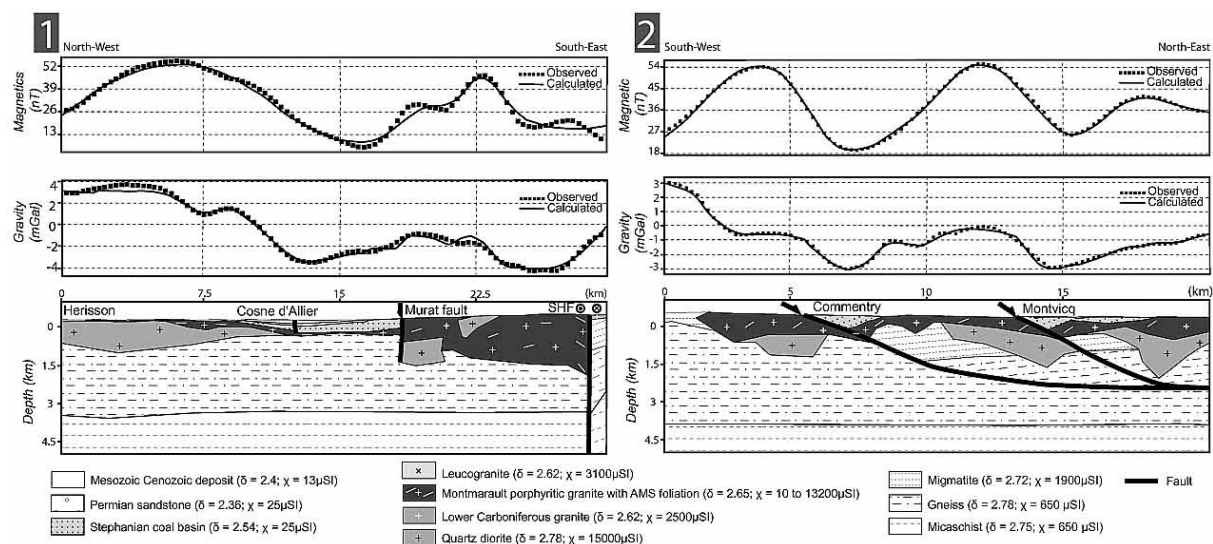 1
North-West
South-East
Magnetics
(nT)
52
39
26
13
Observed
Calculated
Gravity
(mGal)
4
2
0
-2
-4
Observed
Calculated
0
7,5
15
22.5
(km)
Herisson
Cosne d'Allier
Murat fault
SHF
Depth (km)
0
1.5
3
4.5
2
South-West
North-East
Magnetic
(nT)
54
45
36
27
18
Observed
Calculated
Gravity
(mGal)
3
2
1
0
-1
-2
-3
Observed
Calculated
0
5
10
15
(km)
Commentry
Montvicq
Depth (km)
0
1.5
3
4.5
Mesozoic Cenozoic deposit (δ = 2.4; χ = 13µSI)
Permian sandstone (δ = 2.36; χ = 25µSI)
Stephanian coal basin (δ = 2.54; χ = 25µSI)
Leucogranite (δ = 2.62; χ = 3100µSI)
Montmarault porphyritic granite with AMS foliation (δ = 2.65; χ = 10 to 13200µSI)
Lower Carboniferous granite (δ = 2.62; χ = 2500µSI)
Quartz diorite (δ = 2.78; χ = 15000µSI)
Migmatite (δ = 2.72; χ = 1900µSI)
Gneiss (δ = 2.78; χ = 650 µSI)
Micaschist (δ = 2.75; χ = 650 µSI)
Fault